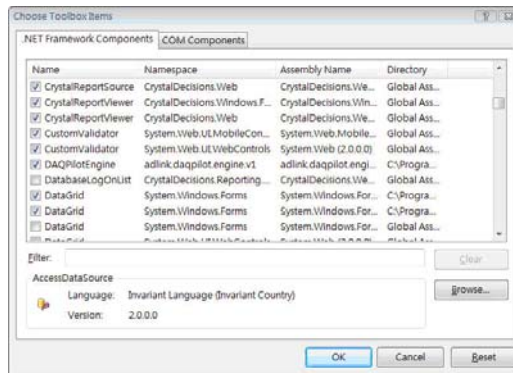 Choose Toolbox Items
.NET Framework Components COM Components
Name Namespace Assembly Name Directory
CrystalReportSource CrystalDecisions.Web CrystalDecisions.We... Global Ass...
CrystalReportViewer CrystalDecisions.Windows.F... CrystalDecisions.Win... Global Ass...
CrystalReportViewer CrystalDecisions.Web CrystalDecisions.We... Global Ass...
CustomValidator System.Web.UI.MobileCon... System.Web.Mobile... Global Ass...
CustomValidator System.Web.UI.WebControls System.Web (2.0.0.0) Global Ass...
DAQPilotEngine adlink.daqpilot.engine.v1 adlink.daqpilot.engi... C:\Progra...
DatabaseLogOnList CrystalDecisions.Reporting.... CrystalDecisions.We... Global Ass...
DataGrid System.Windows.Forms System.Windows.For... C:\Progra...
DataGrid System.Windows.Forms System.Windows.For... C:\Progra...
DataGrid System.Windows.Forms System.Windows.For... Global Ass...
Filter:
Clear
AccessDataSource
Language: Invariant Language (Invariant Country)
Browse...
Version: 2.0.0.0
OK Cancel Reset